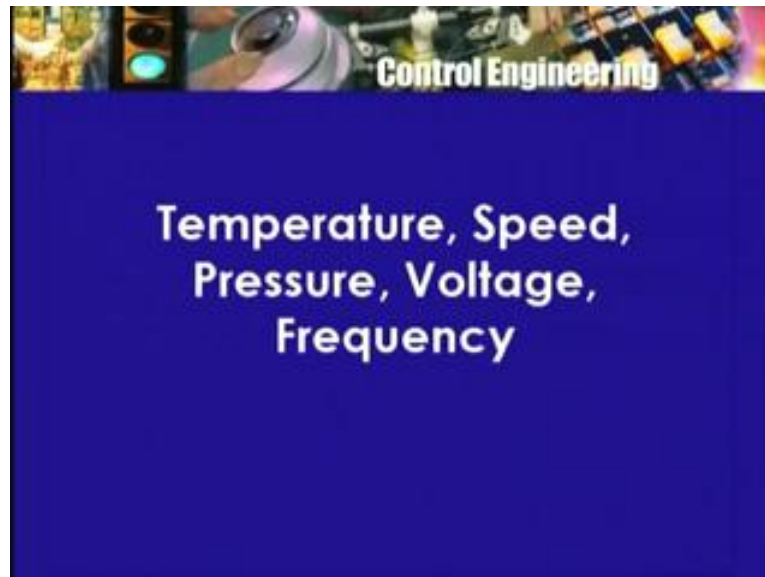 Control Engineering
Temperature, Speed,
Pressure, Voltage,
Frequency